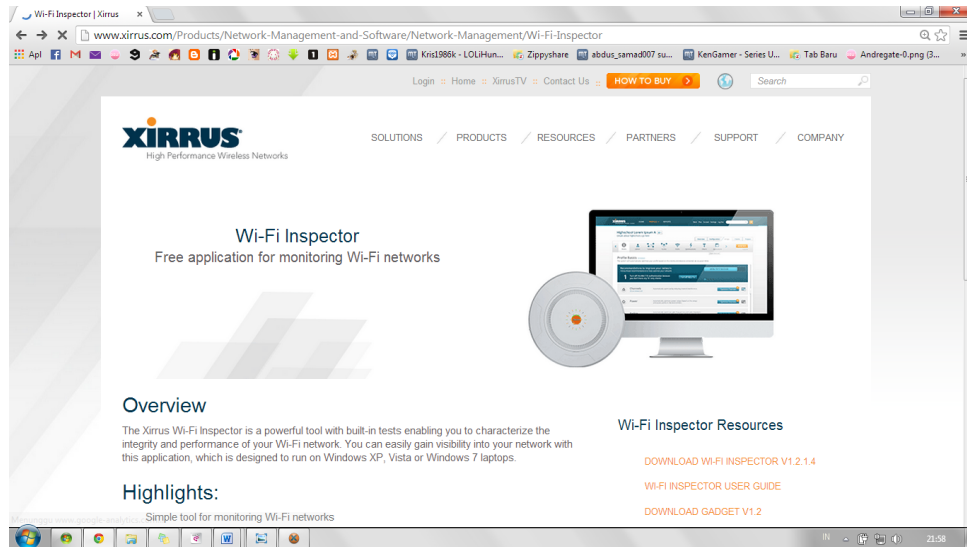 Wi-Fi Inspector | Xirrus
www.xirrus.com/Products/Network-Management-and-Software/Network-Management/Wi-Fi-Inspector
Apl
Kris1986k - LOLiHun...
Zippyshare
abdus_samad007 su...
KenGamer - Series U...
Tab Baru
Andregate-0.png (3...
»
Login :: Home :: XirrusTV :: Contact Us ::
HOW TO BUY
Search
XIRRUS
High Performance Wireless Networks
SOLUTIONS / PRODUCTS / RESOURCES / PARTNERS / SUPPORT / COMPANY
Wi-Fi Inspector
Free application for monitoring Wi-Fi networks
Overview
The Xirrus Wi-Fi Inspector is a powerful tool with built-in tests enabling you to characterize the
integrity and performance of your Wi-Fi network. You can easily gain visibility into your network with
this application, which is designed to run on Windows XP, Vista or Windows 7 laptops.
Wi-Fi Inspector Resources
DOWNLOAD WI-FI INSPECTOR V1.2.1.4
WI-FI INSPECTOR USER GUIDE
DOWNLOAD GADGET V1.2
Highlights:
Simple tool for monitoring Wi-Fi networks
IN
21:58